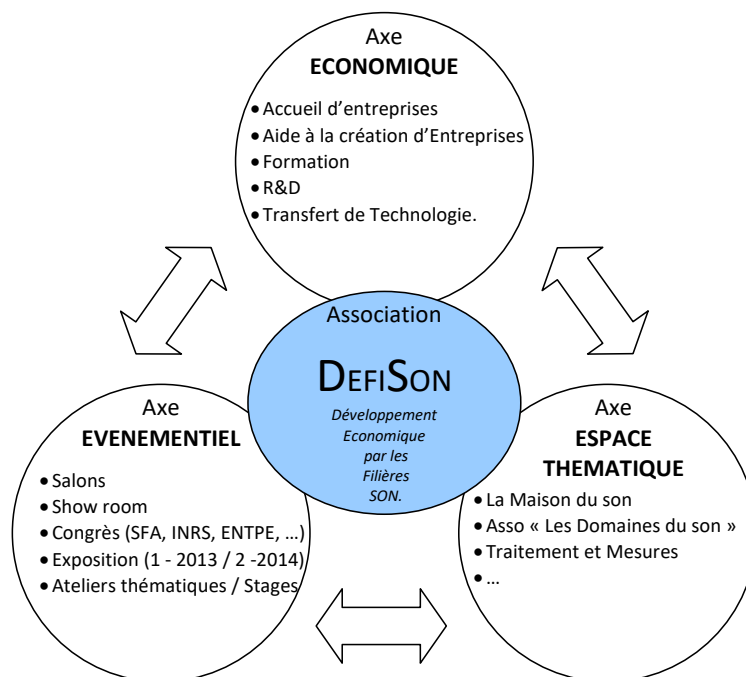 Axe
ECONOMIQUE
• Accueil d'entreprises
• Aide à la création d'Entreprises
• Formation
• R&D
• Transfert de Technologie.
Association
DEFISON
Développement
Economique
par les
Filières
SON.
Axe
EVENEMENTIEL
• Salons
• Show room
• Congrès (SFA, INRS, ENTPE, …)
• Exposition (1 - 2013 / 2 -2014)
• Ateliers thématiques / Stages
Axe
ESPACE
THEMATIQUE
• La Maison du son
• Asso « Les Domaines du son »
• Traitement et Mesures
• …